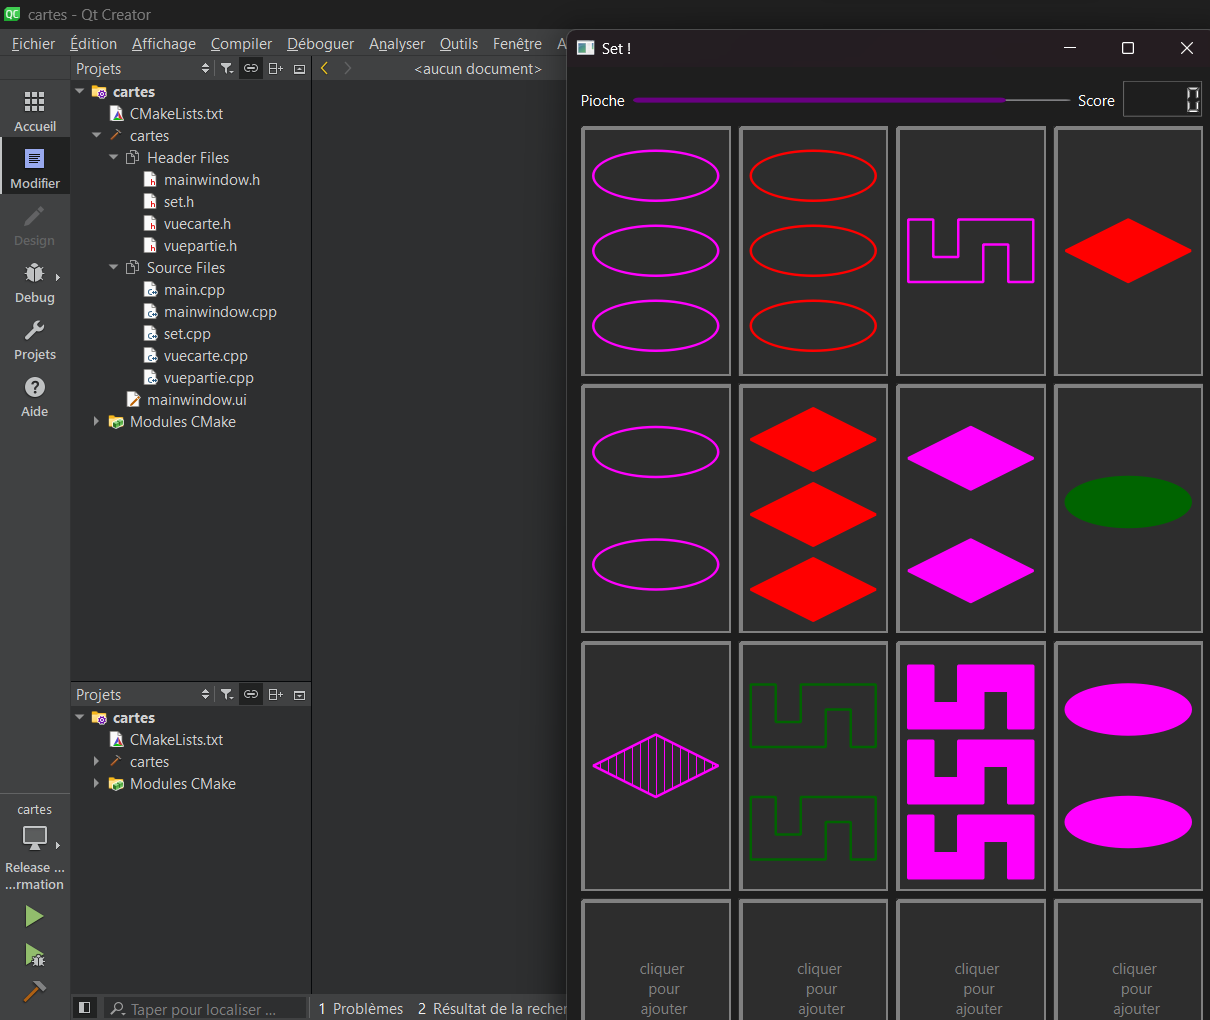 cartes - Qt Creator
Fichier Édition Affichage Compiler Déboguer Analyser Outils Fenêtre A
Projets
<aucun document>
Accueil
Modifier
Design
Debug
Projets
Aide
cartes
CMakeLists.txt
cartes
Header Files
mainwindow.h
set.h
vuecarte.h
vuepartie.h
Source Files
main.cpp
mainwindow.cpp
set.cpp
vuecarte.cpp
vuepartie.cpp
mainwindow.ui
Modules CMake
Projets
cartes
CMakeLists.txt
cartes
Modules CMake
cartes
Release ...
...rmation
Taper pour localiser ...
1 Problèmes 2 Résultat de la recher
Set !
Pioche
Score 0
cliquer
pour
ajouter
cliquer
pour
ajouter
cliquer
pour
ajouter
cliquer
pour
ajouter